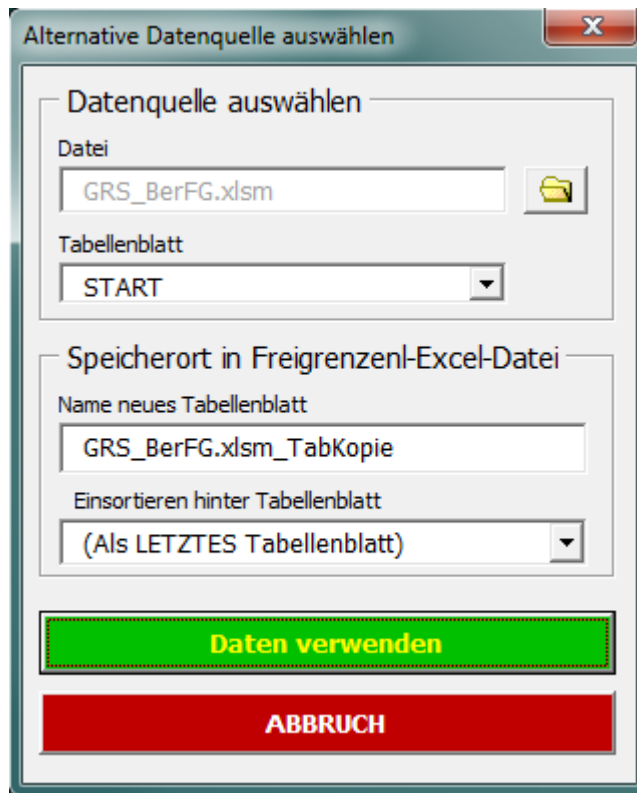 Alternative Datenquelle auswählen
Datenquelle auswählen
Datei
GRS_BerFG.xlsm
Tabellenblatt
START
Speicherort in Freigrenzenl-Excel-Datei
Name neues Tabellenblatt
GRS_BerFG.xlsm_TabKopie
Einsortieren hinter Tabellenblatt
(Als LETZTES Tabellenblatt)
Daten verwenden
ABBRUCH